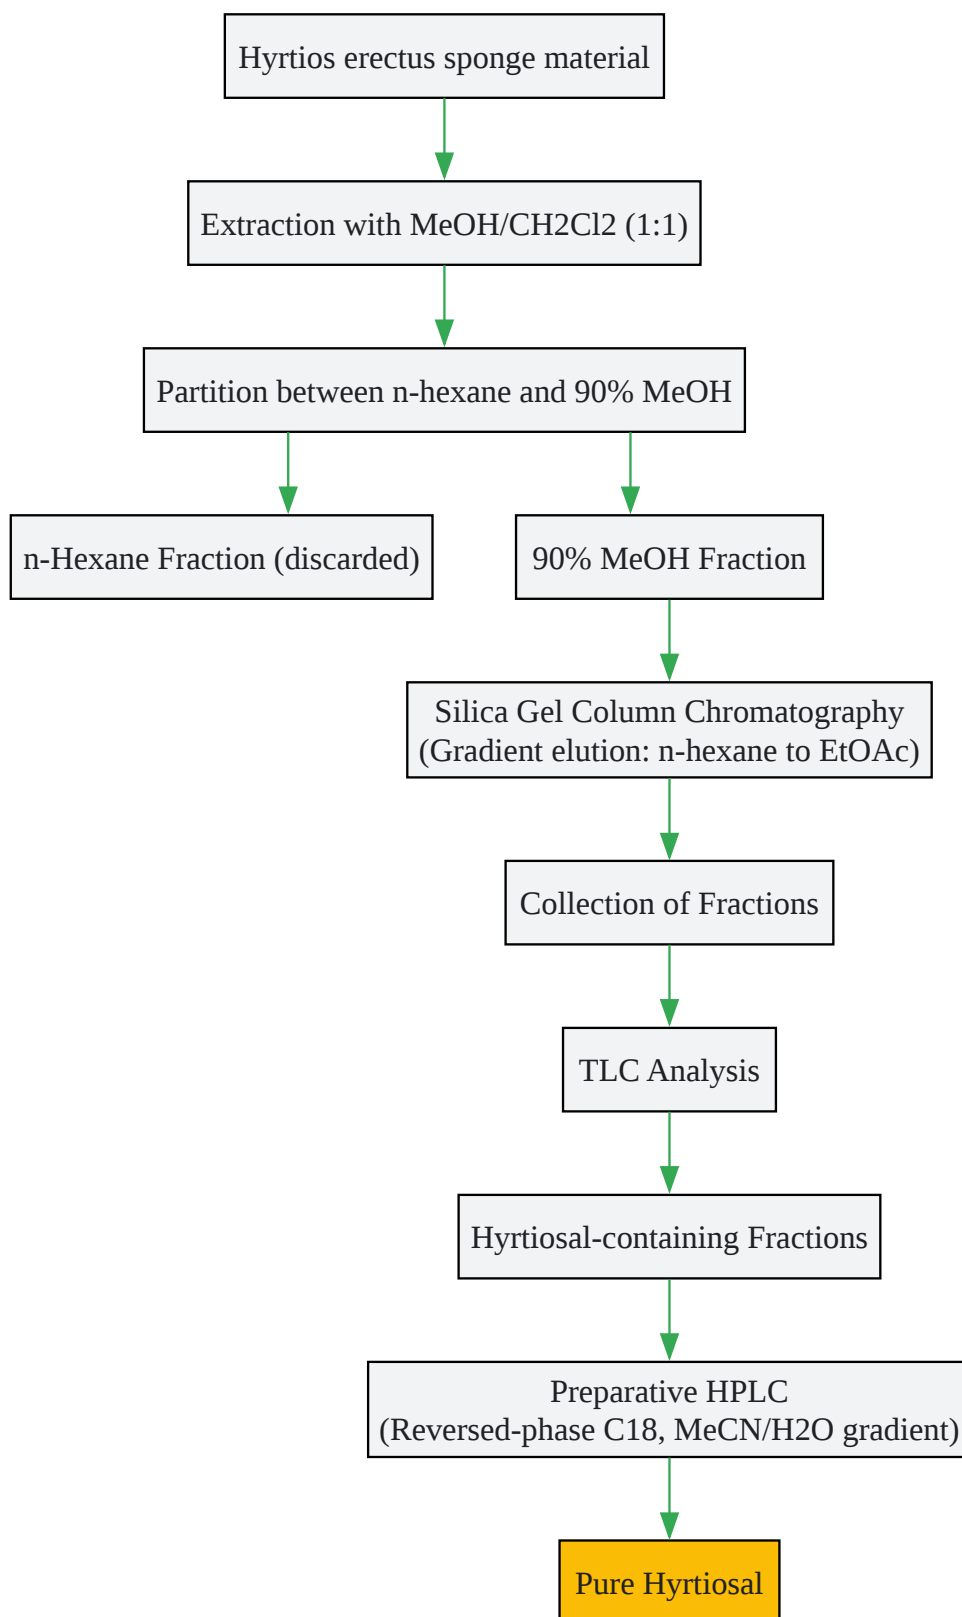 Hyrtios erectus sponge material
Extraction with MeOH/CH2Cl2 (1:1)
Partition between n-hexane and 90% MeOH
n-Hexane Fraction (discarded)
90% MeOH Fraction
Silica Gel Column Chromatography
(Gradient elution: n-hexane to EtOAc)
Collection of Fractions
TLC Analysis
Hyrtiosal-containing Fractions
Preparative HPLC
(Reversed-phase C18, MeCN/H2O gradient)
Pure Hyrtiosal